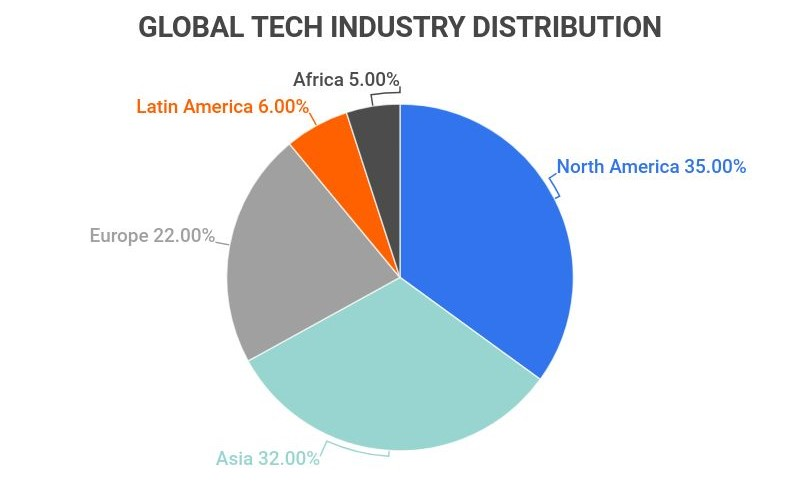 GLOBAL TECH INDUSTRY DISTRIBUTION
Africa 5.00%
Latin America 6.00%
North America 35.00%
Europe 22.00%
Asia 32.00%